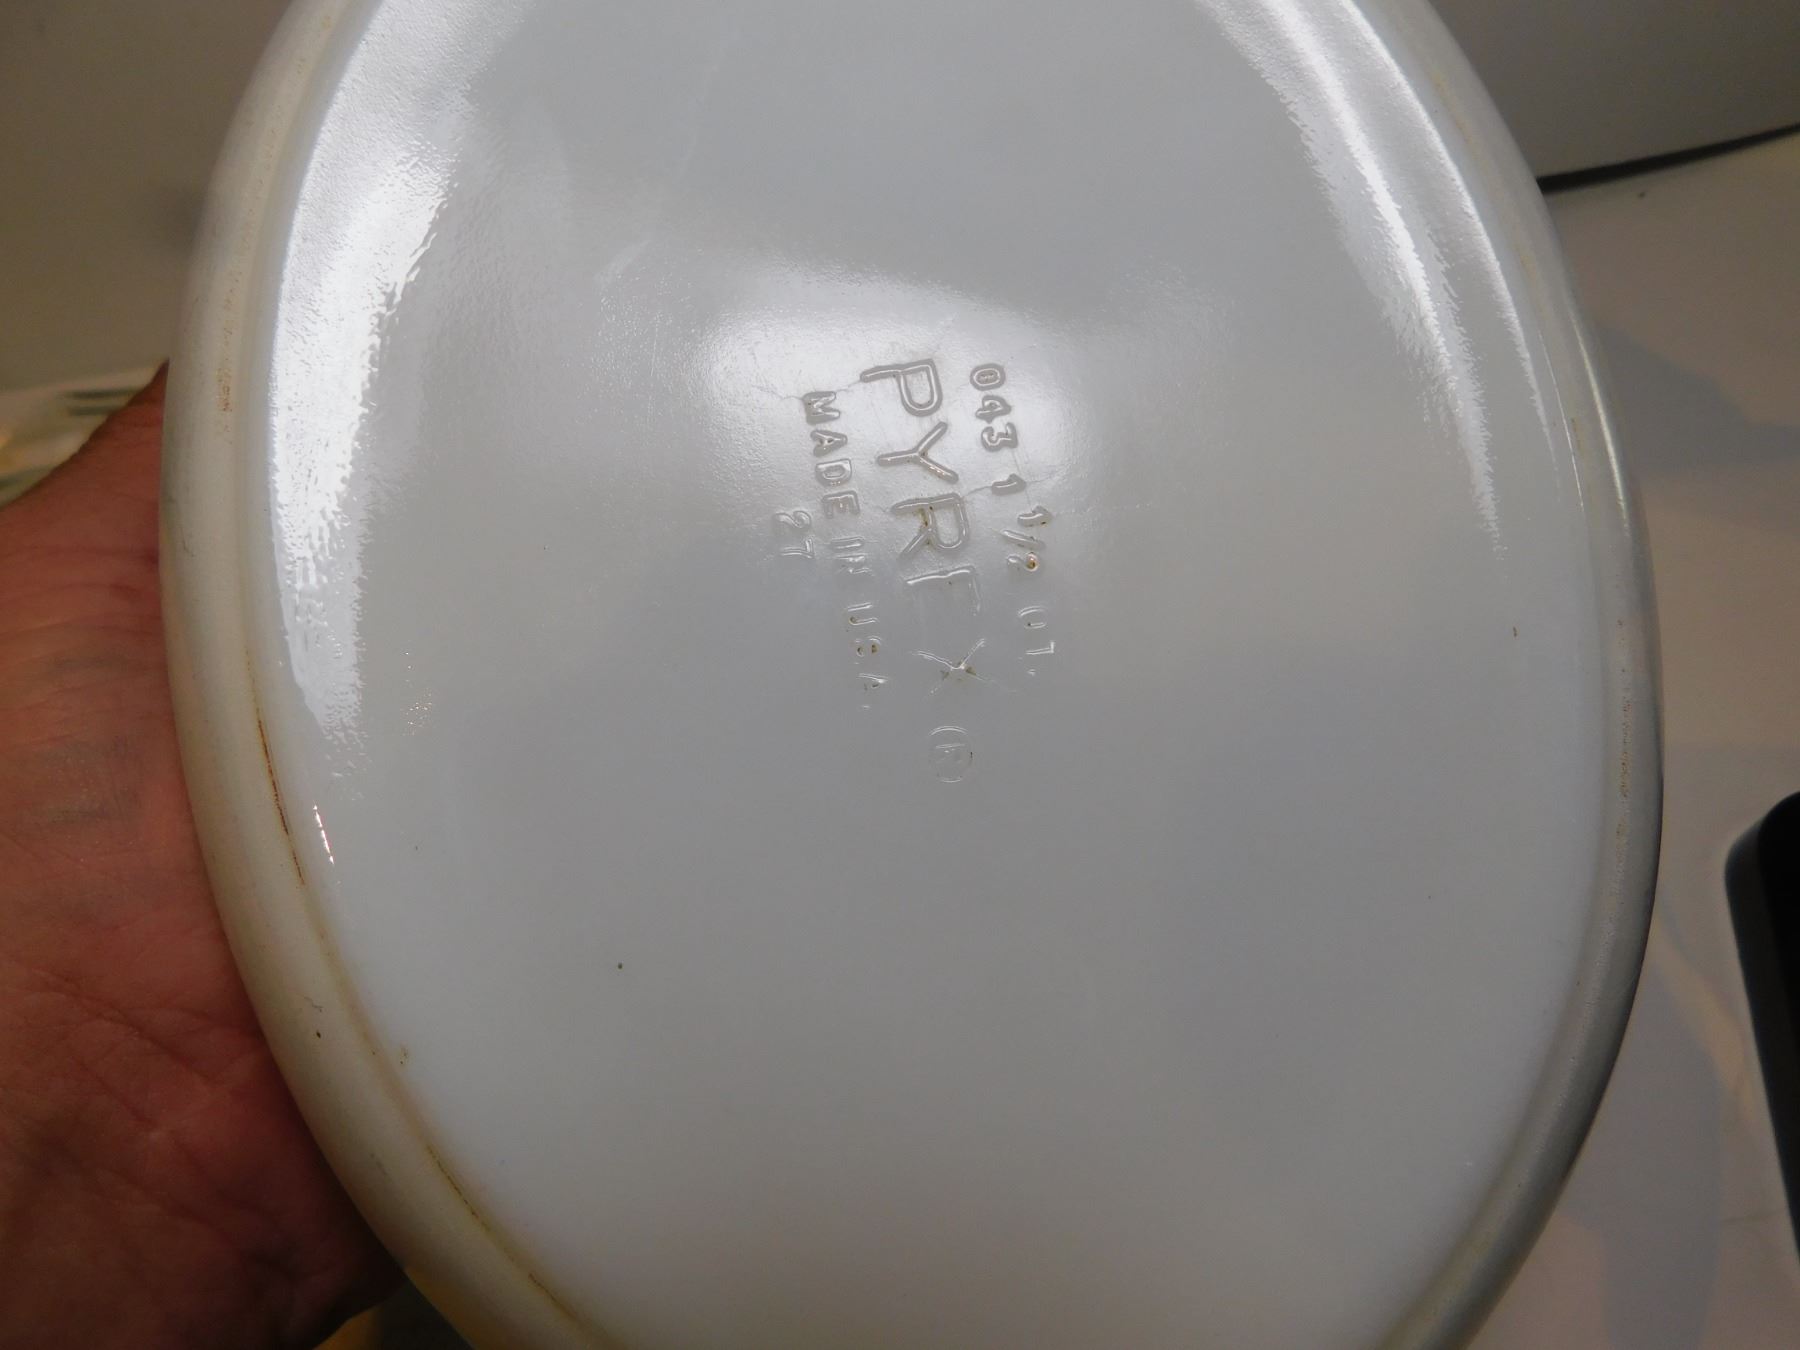 043 1 1/2 QT.
PYREX ®
MADE IN U.S.A.
27